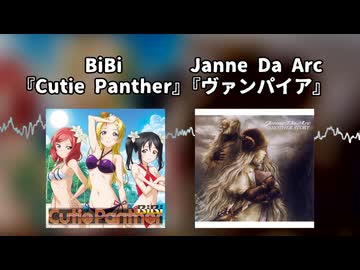 BiBi
『Cutie Panther』
Janne Da Arc
『ヴァンパイア』
Cutie Panther
BiBi
Janne Da Arc
ANOTHER STORY